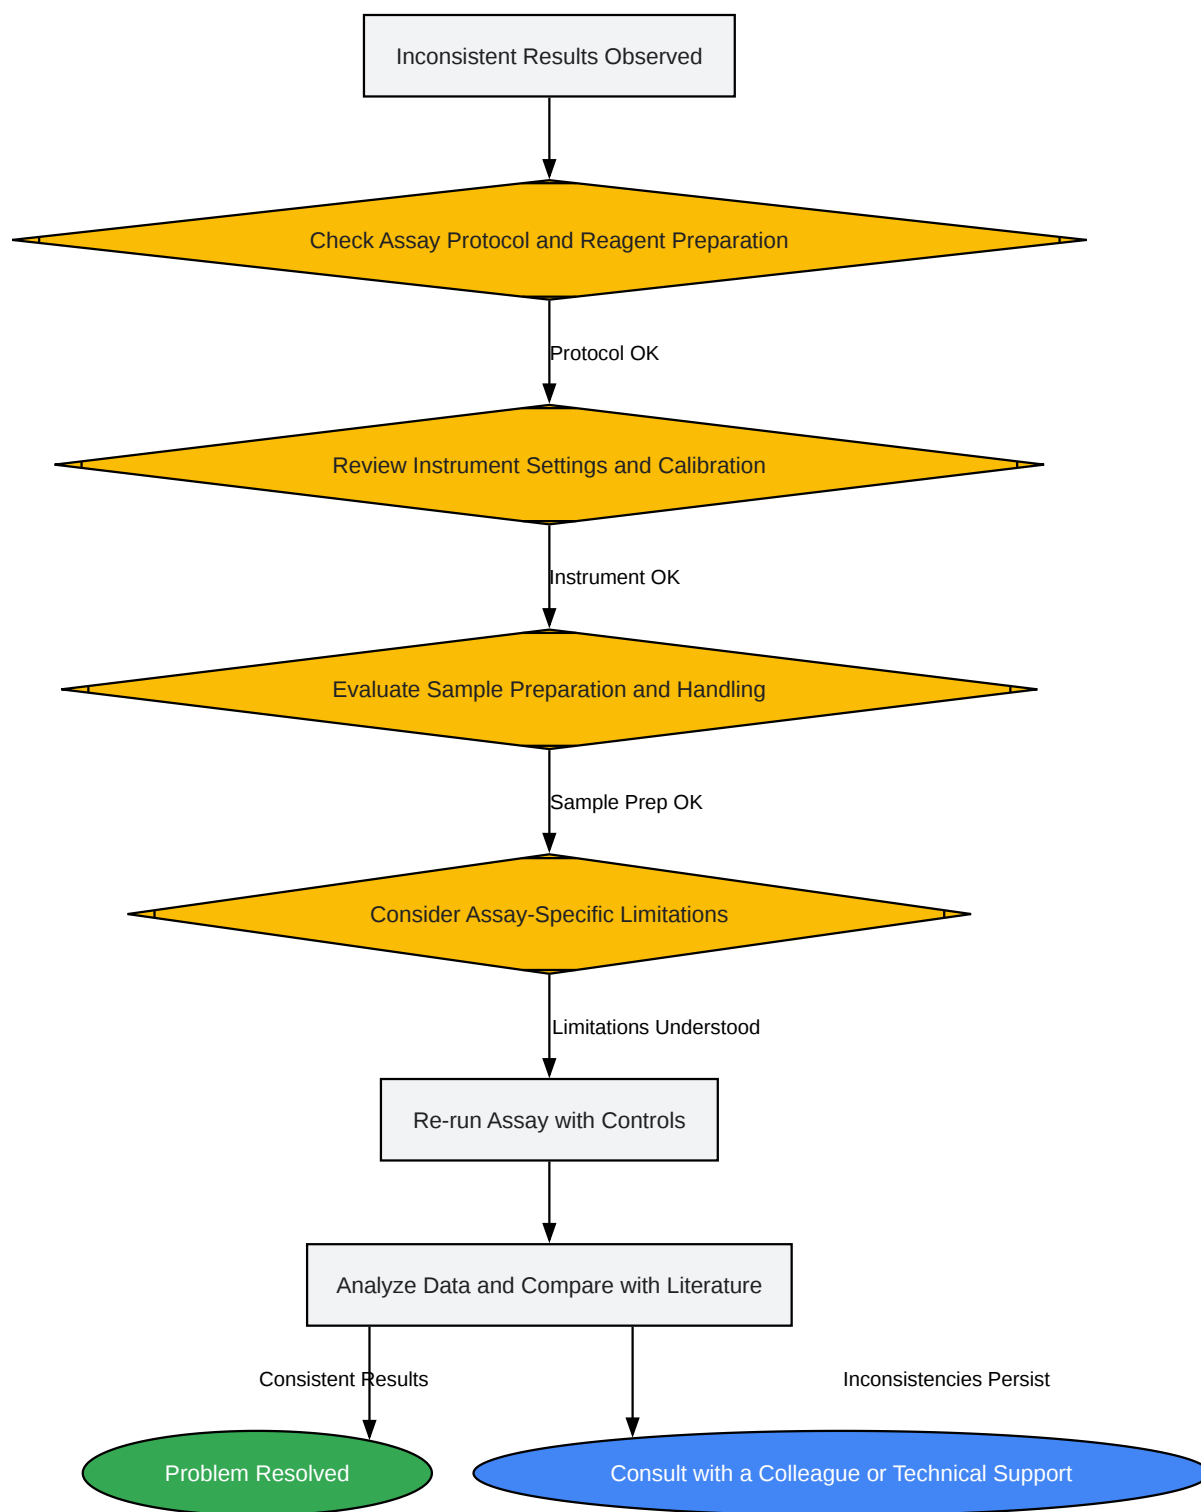 Inconsistent Results Observed
Check Assay Protocol and Reagent Preparation
Protocol OK
Review Instrument Settings and Calibration
Instrument OK
Evaluate Sample Preparation and Handling
Sample Prep OK
Consider Assay-Specific Limitations
Limitations Understood
Re-run Assay with Controls
Analyze Data and Compare with Literature
Consistent Results
Inconsistencies Persist
Problem Resolved
Consult with a Colleague or Technical Support